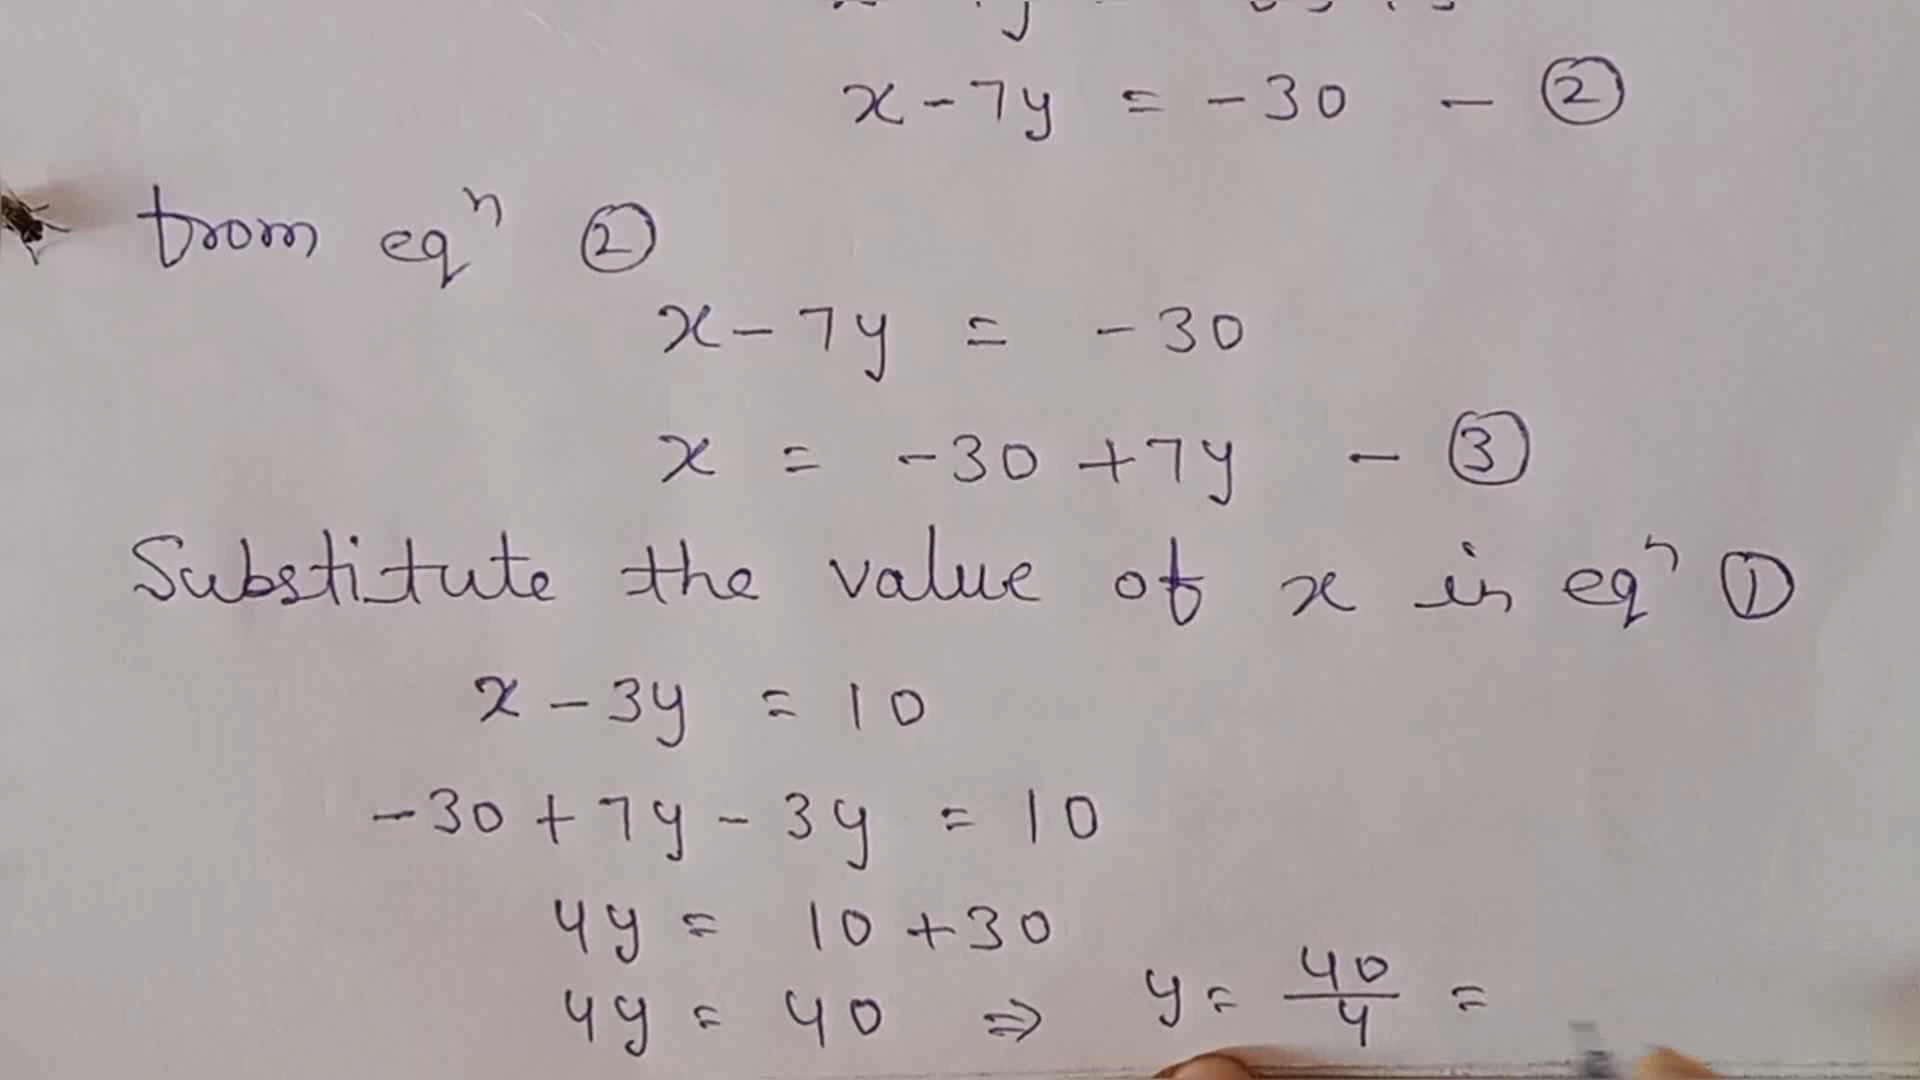 x - 7y = -30 - ②
from eqⁿ ②
x - 7y = -30
x = -30 + 7y - ③
Substitute the value of x in eqⁿ ①
x - 3y = 10
-30 + 7y - 3y = 10
4y = 10 + 30
4y = 40 ⇒ y = 40/4 =